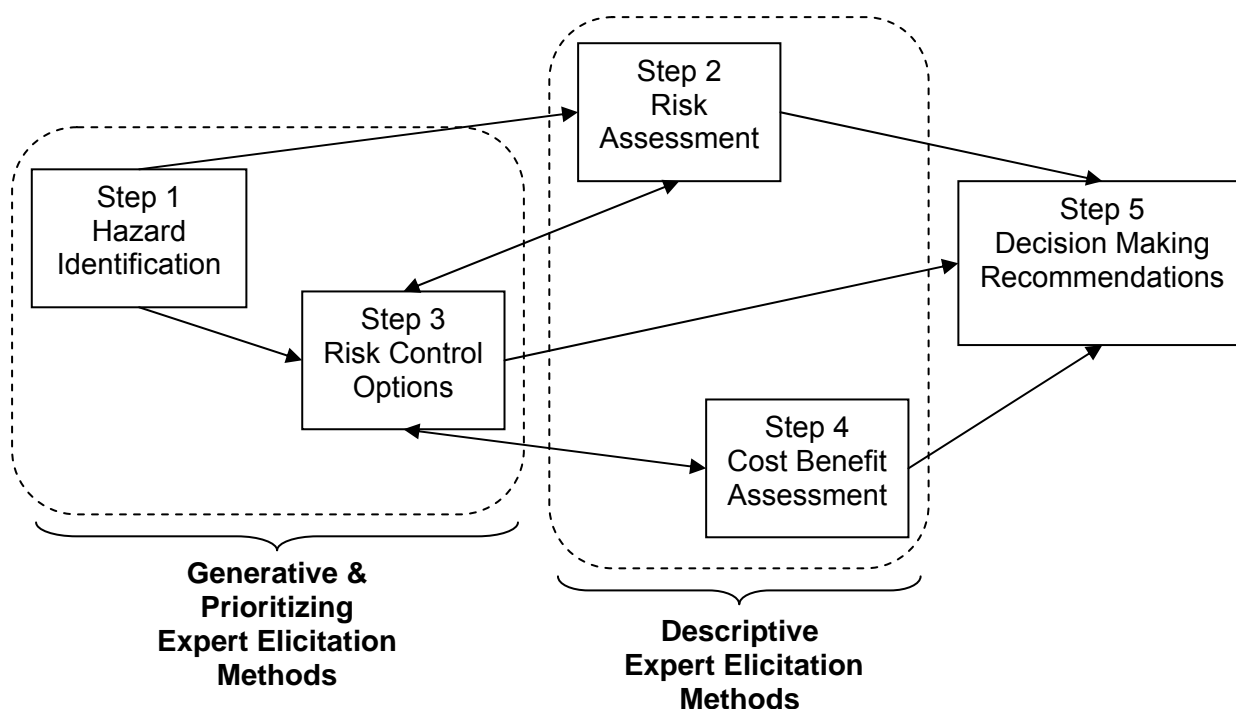 Step 1
Hazard
Identification
Step 2
Risk
Assessment
Step 3
Risk Control
Options
Step 4
Cost Benefit
Assessment
Step 5
Decision Making
Recommendations
Generative &
Prioritizing
Expert Elicitation
Methods
Descriptive
Expert Elicitation
Methods